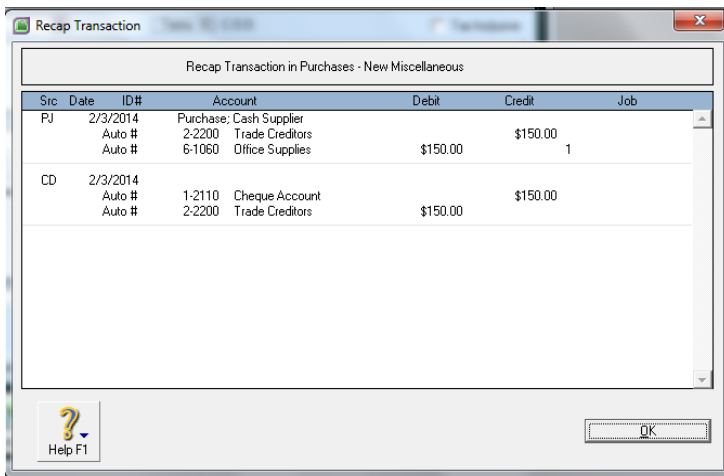 Recap Transaction
Recap Transaction in Purchases - New Miscellaneous
Src Date ID# Account Debit Credit Job
PJ 2/3/2014 Purchase; Cash Supplier
Auto # 2-2200 Trade Creditors $150.00
Auto # 6-1060 Office Supplies $150.00 1
CD 2/3/2014
Auto # 1-2110 Cheque Account $150.00
Auto # 2-2200 Trade Creditors $150.00
Help F1
OK